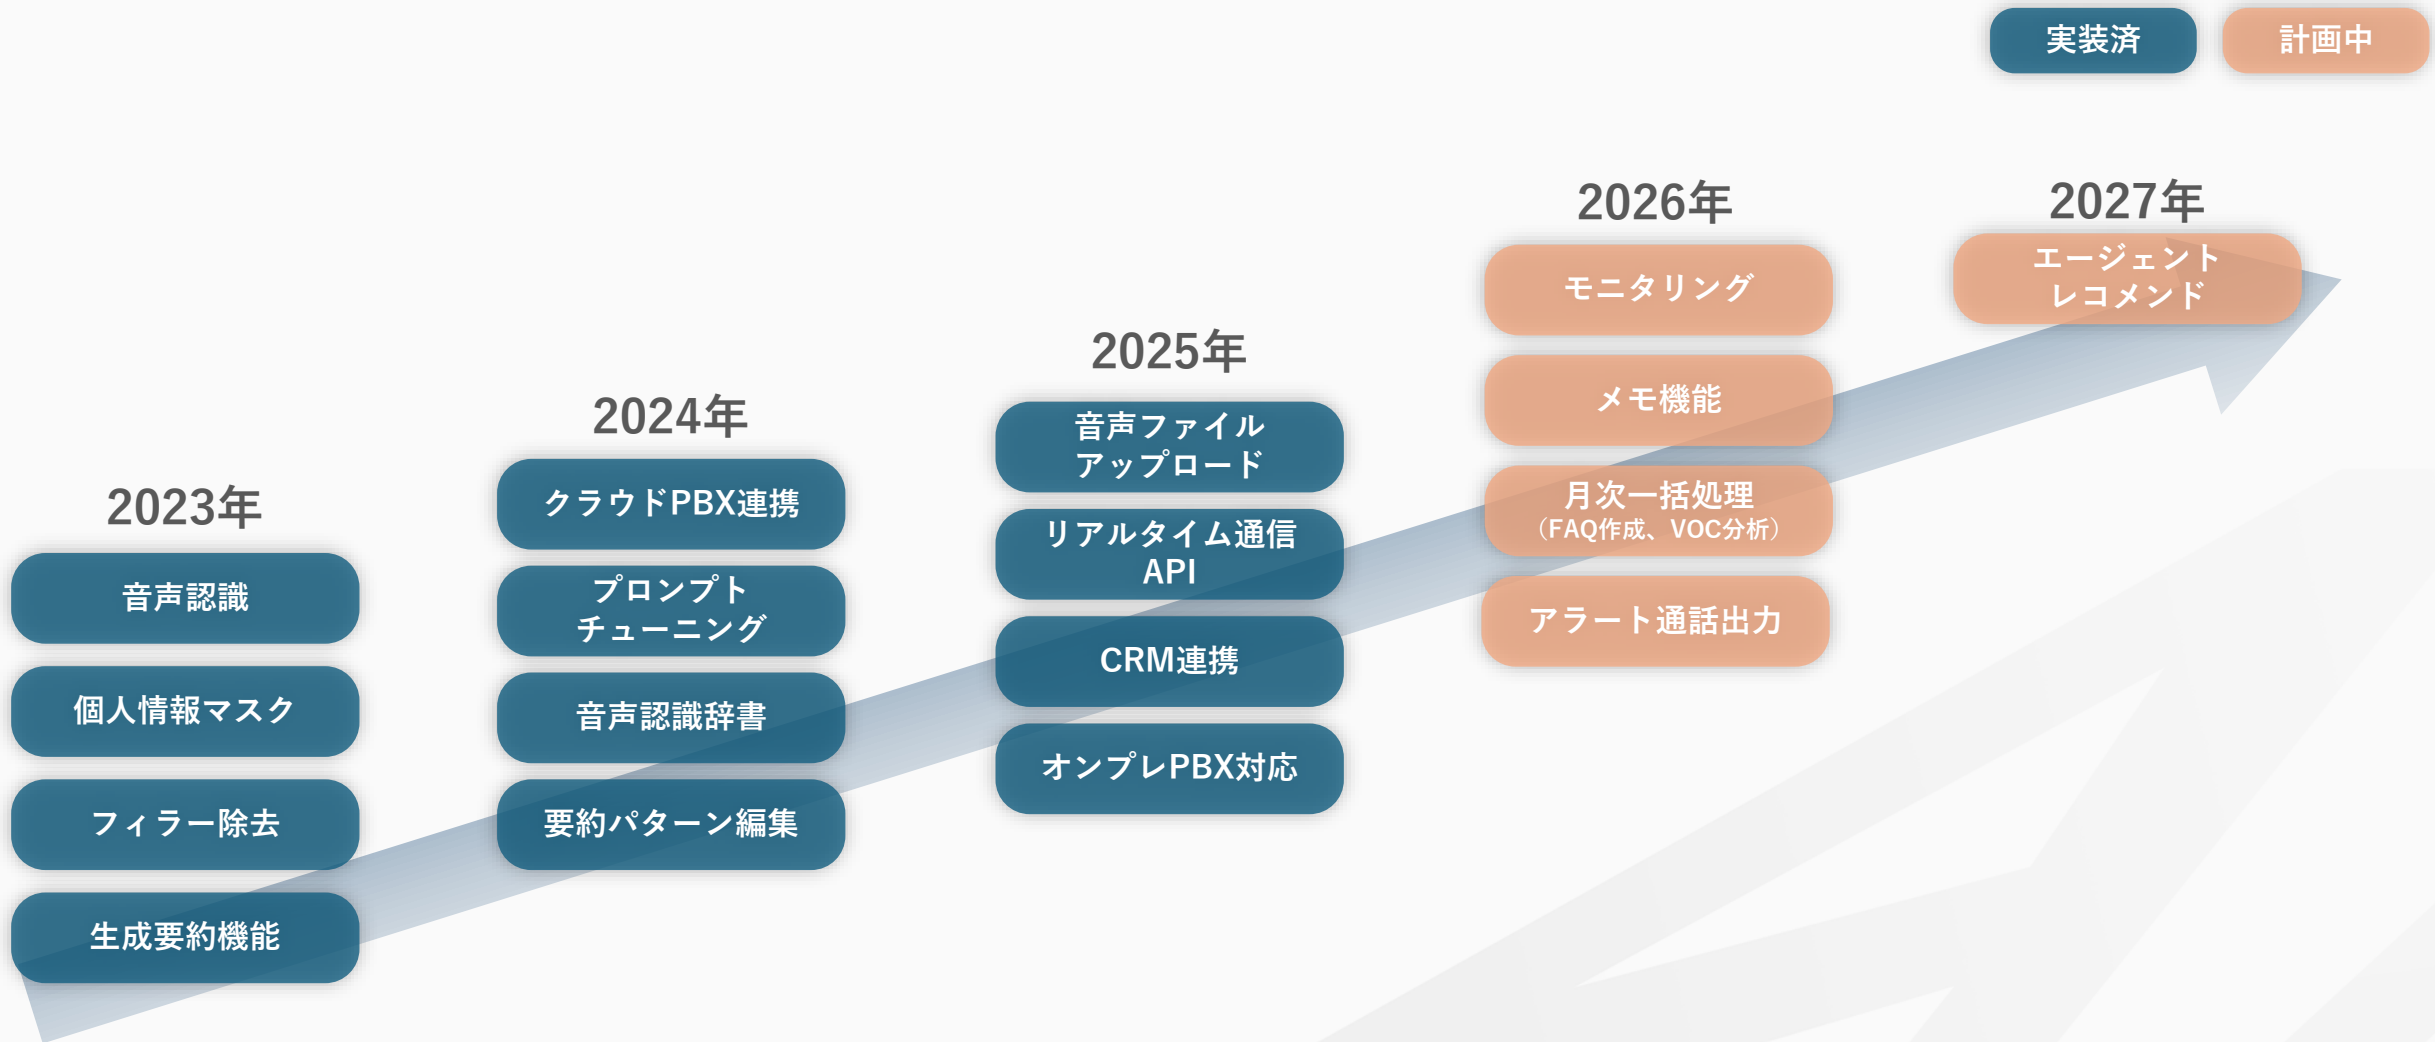 実装済
計画中
2023年
音声認識
個人情報マスク
フィラー除去
生成要約機能
2024年
クラウドPBX連携
プロンプト
チューニング
音声認識辞書
要約パターン編集
2025年
音声ファイル
アップロード
リアルタイム通信
API
CRM連携
オンプレPBX対応
2026年
モニタリング
メモ機能
月次一括処理
（FAQ作成、VOC分析）
アラート通話出力
2027年
エージェント
レコメンド